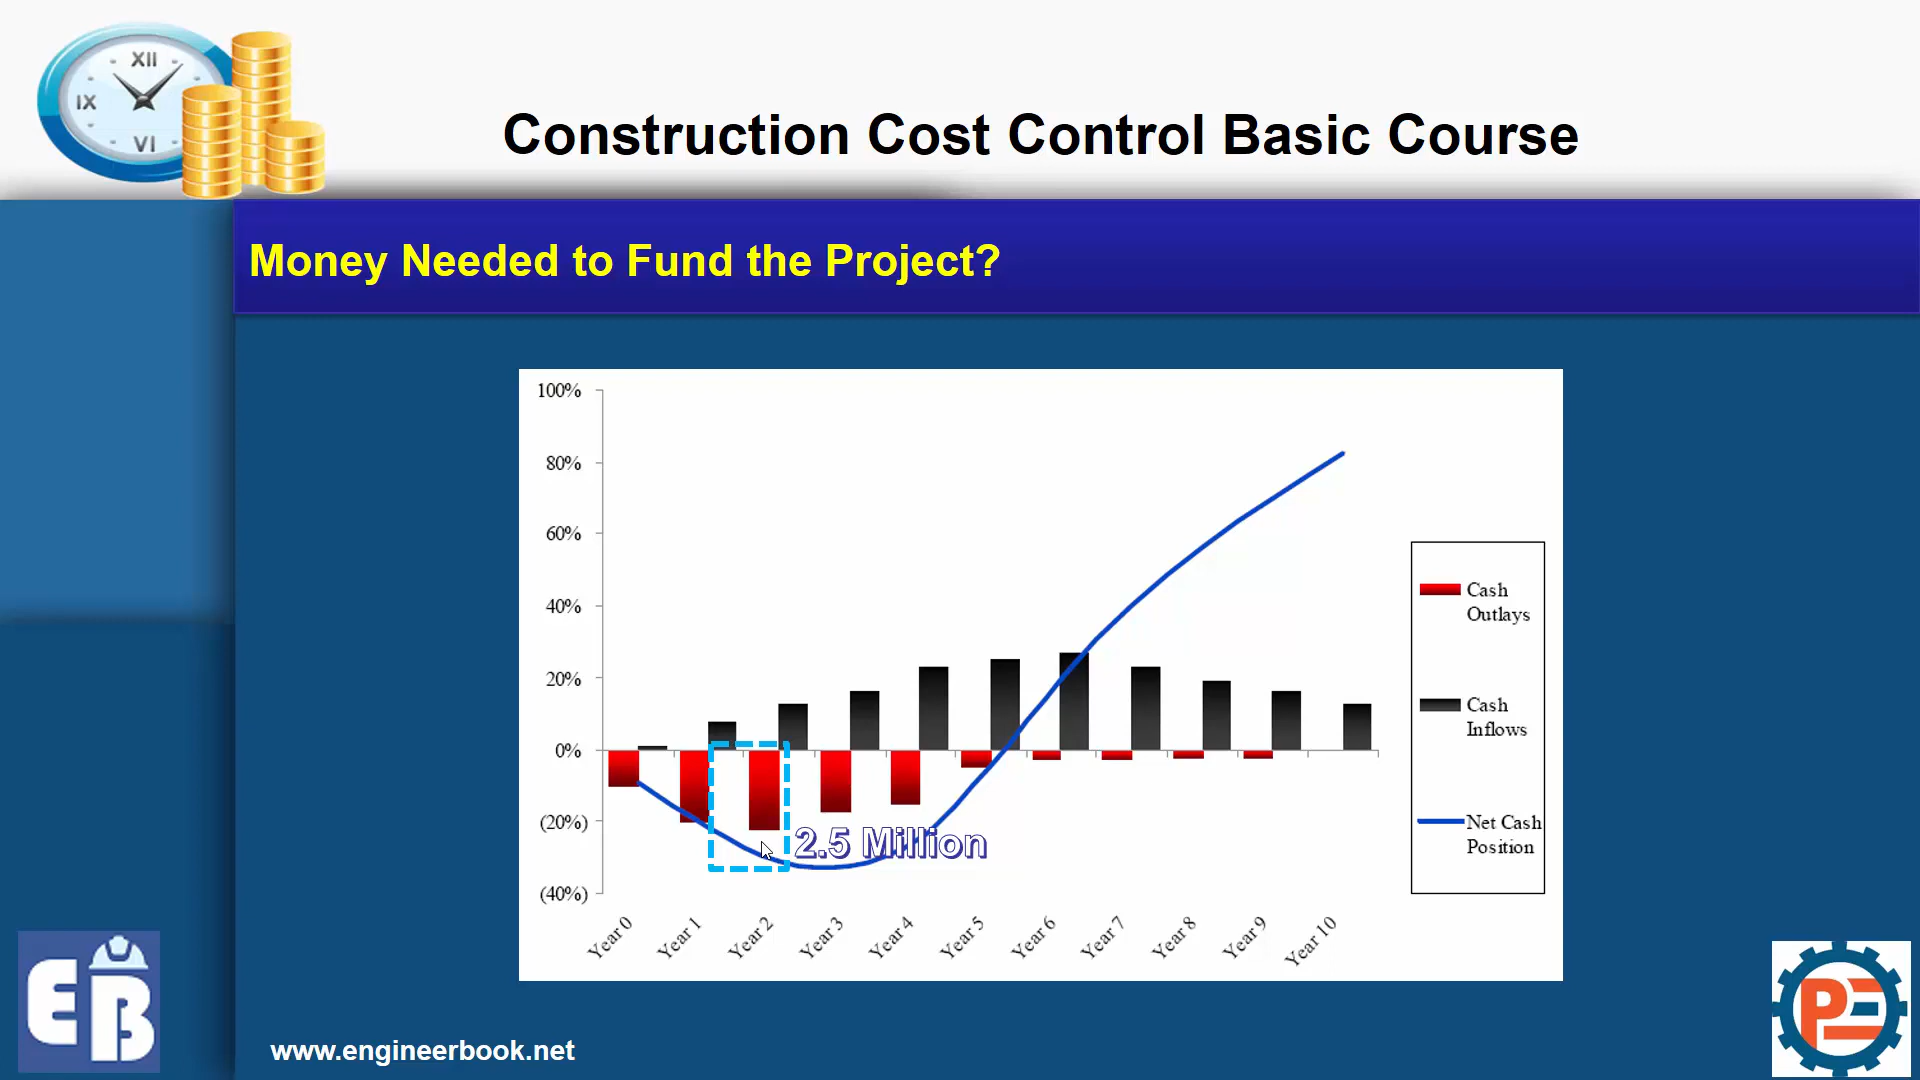 XII
IX
VI
Construction Cost Control Basic Course
Money Needed to Fund the Project?
100%
80%
60%
40%
20%
0%
(20%)
(40%)
2.5 Million
Year 0
Year 1
Year 2
Year 3
Year 4
Year 5
Year 6
Year 7
Year 8
Year 9
Year 10
Cash
Outlays
Cash
Inflows
Net Cash
Position
EB
www.engineerbook.net
PE